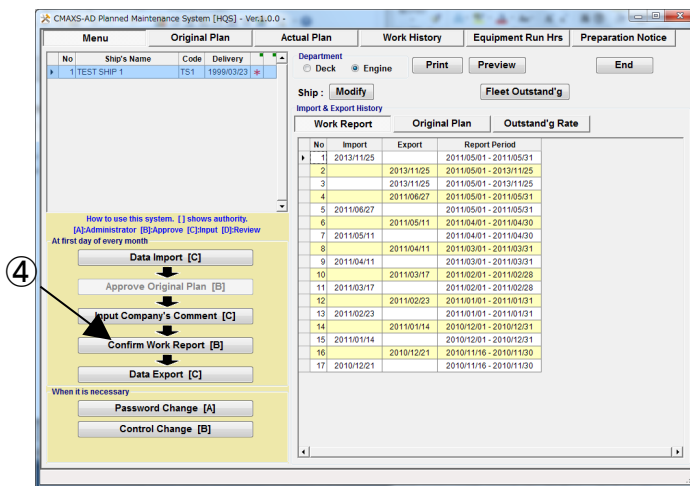 CMAXS-AD Planned Maintenance System [HQS] - Ver.1.0.0 -
Menu Original Plan Actual Plan Work History Equipment Run Hrs Preparation Notice
No Ship's Name Code Delivery
1 TEST SHIP 1 TS1 1999/03/23 *
Department
Deck Engine Print Preview End
Ship : Modify Fleet Outstand'g
Import & Export History
Work Report Original Plan Outstand'g Rate
No Import Export Report Period
1 2013/11/25 2011/05/01 - 2011/05/31
2 2013/11/25 2011/05/01 - 2013/11/25
3 2013/11/25 2011/05/01 - 2013/11/25
4 2011/06/27 2011/05/01 - 2011/05/31
5 2011/06/27 2011/05/01 - 2011/05/31
6 2011/05/11 2011/04/01 - 2011/04/30
7 2011/05/11 2011/04/01 - 2011/04/30
8 2011/04/11 2011/03/01 - 2011/03/31
9 2011/04/11 2011/03/01 - 2011/03/31
10 2011/03/17 2011/02/01 - 2011/02/28
11 2011/03/17 2011/02/01 - 2011/02/28
12 2011/02/23 2011/01/01 - 2011/01/31
13 2011/02/23 2011/01/01 - 2011/01/31
14 2011/01/14 2010/12/01 - 2010/12/31
15 2011/01/14 2010/12/01 - 2010/12/31
16 2010/12/21 2010/11/16 - 2010/11/30
17 2010/12/21 2010/11/16 - 2010/11/30
How to use this system. [ ] shows authority.
[A]:Administrator [B]:Approve [C]:Input [D]:Review
At first day of every month
Data Import [C]
④
Approve Original Plan [B]
Input Company's Comment [C]
Confirm Work Report [B]
Data Export [C]
When it is necessary
Password Change [A]
Control Change [B]